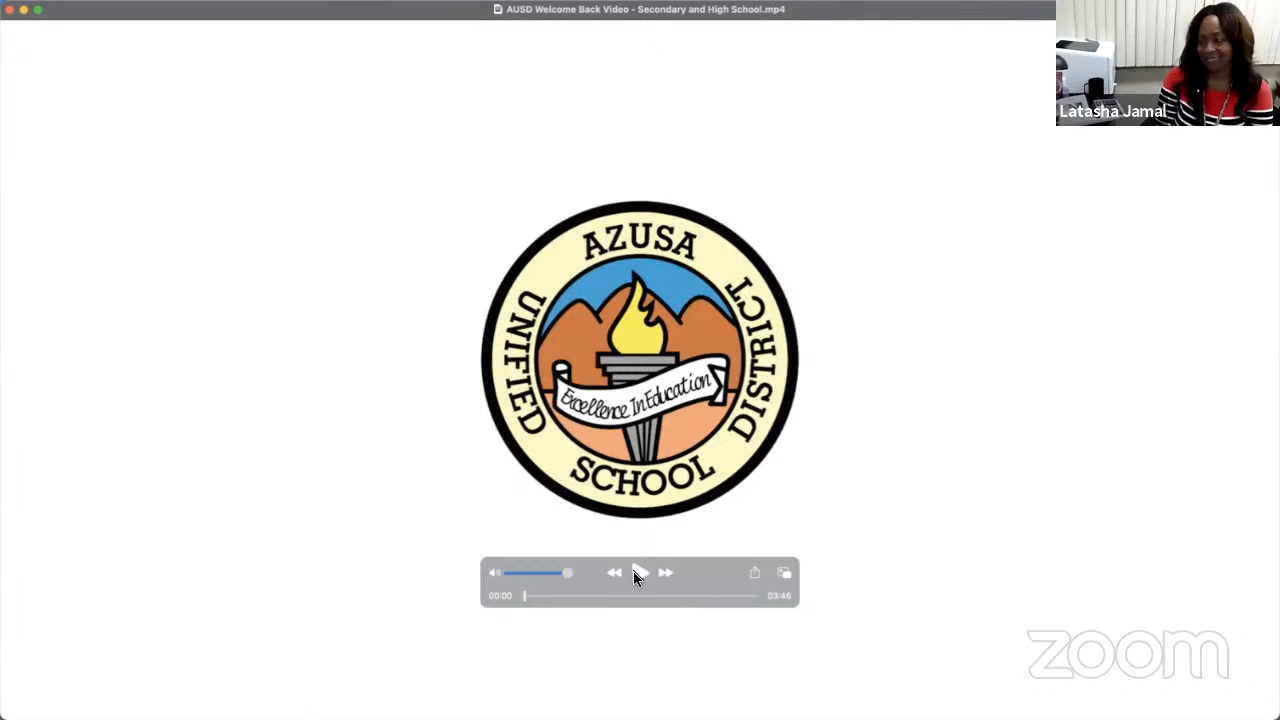 AUSD Welcome Back Video - Secondary and High School.mp4
Latasha Jamal
AZUSA
UNIFIED
DISTRICT
Excellence In Education
SCHOOL
00:00
03:46
zoom